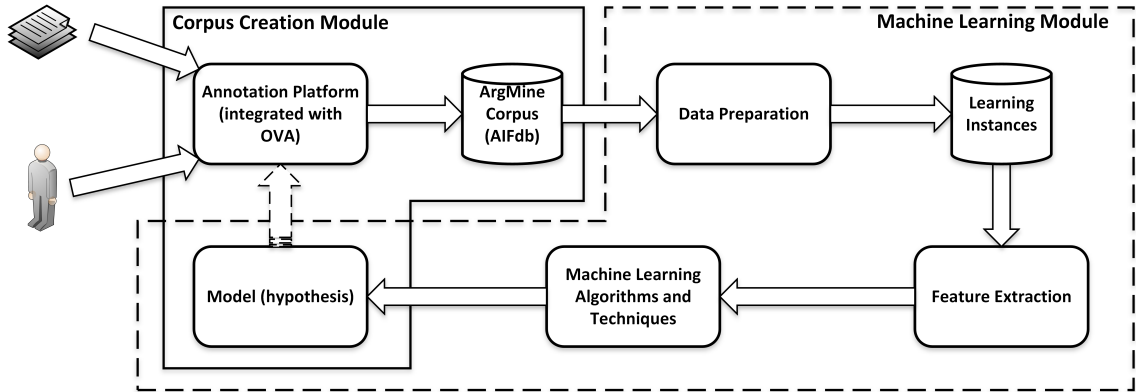 Corpus Creation Module
Machine Learning Module
Annotation Platform
(integrated with
OVA)
ArgMine
Corpus
(AIFdb)
Data Preparation
Learning
Instances
Model (hypothesis)
Machine Learning
Algorithms and
Techniques
Feature Extraction